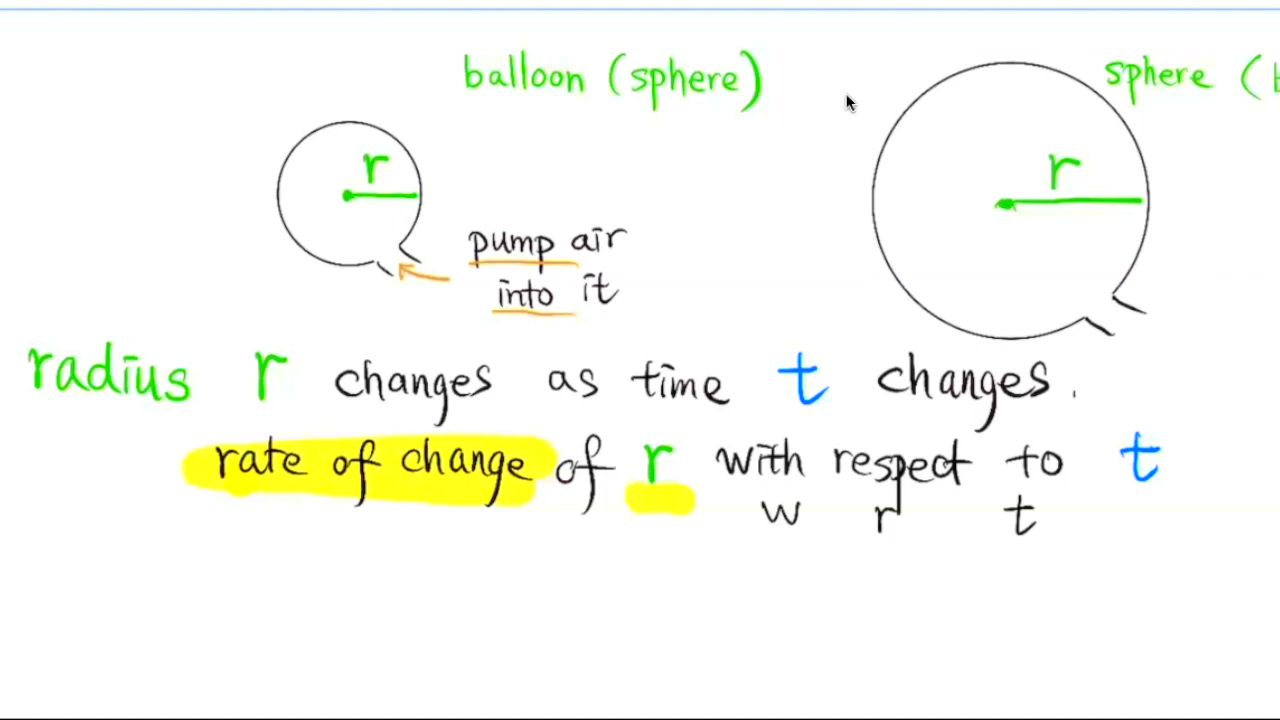 balloon (sphere)
sphere (
r
r
pump air
into it
radius r changes as time t changes.
rate of change of r with respect to t
w r t